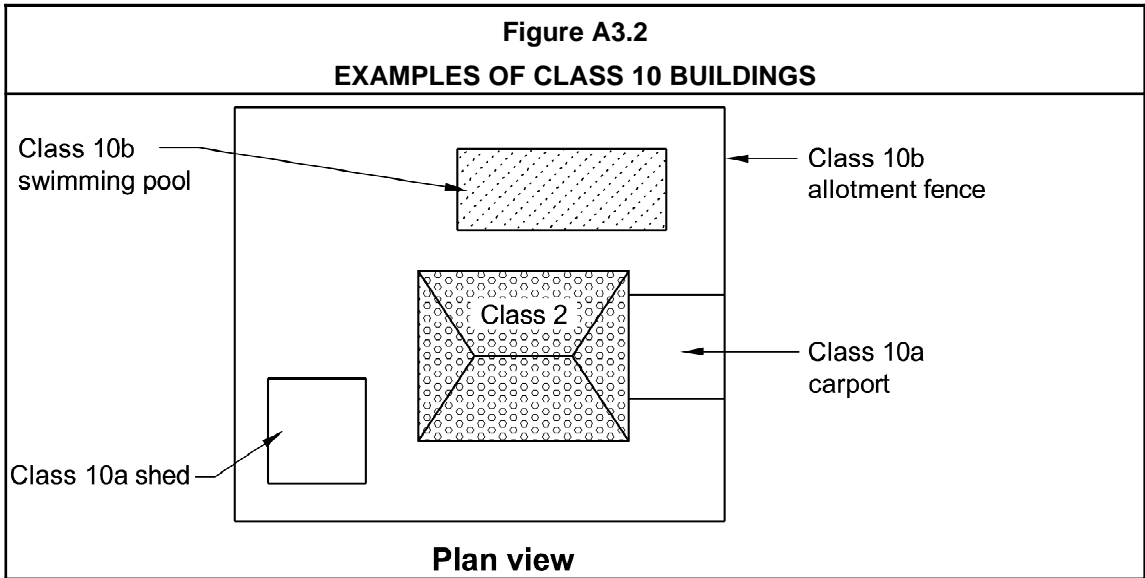 Figure A3.2
EXAMPLES OF CLASS 10 BUILDINGS
Class 10b
swimming pool
Class 10b
allotment fence
Class 2
Class 10a
carport
Class 10a shed
Plan view